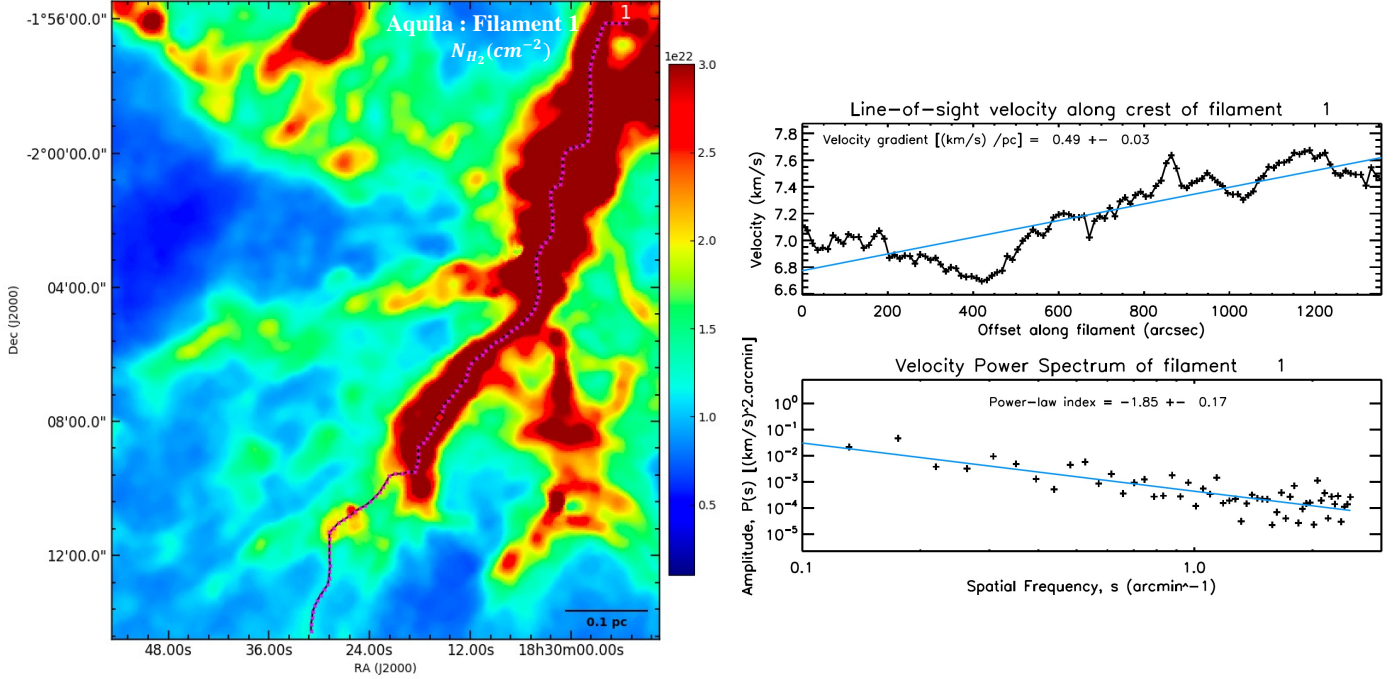 1
Aquila : Filament 1
N_H₂(cm⁻²)
1e22
3.0
2.5
2.0
1.5
1.0
0.5
-1°56'00.0"
-2°00'00.0"
04'00.0"
08'00.0"
12'00.0"
Dec (J2000)
0.1 pc
48.00s 36.00s 24.00s 12.00s 18h30m00.00s
RA (J2000)
Line-of-sight velocity along crest of filament 1
Velocity gradient [(km/s) /pc] = 0.49 +- 0.03
7.8
7.6
7.4
7.2
7.0
6.8
6.6
Velocity (km/s)
0 200 400 600 800 1000 1200
Offset along filament (arcsec)
Velocity Power Spectrum of filament 1
Power-law index = -1.85 +- 0.17
10⁰
10⁻¹
10⁻²
10⁻³
10⁻⁴
10⁻⁵
Amplitude, P(s) [(km/s)^2.arcmin]
0.1 1.0
Spatial Frequency, s (arcmin^-1)